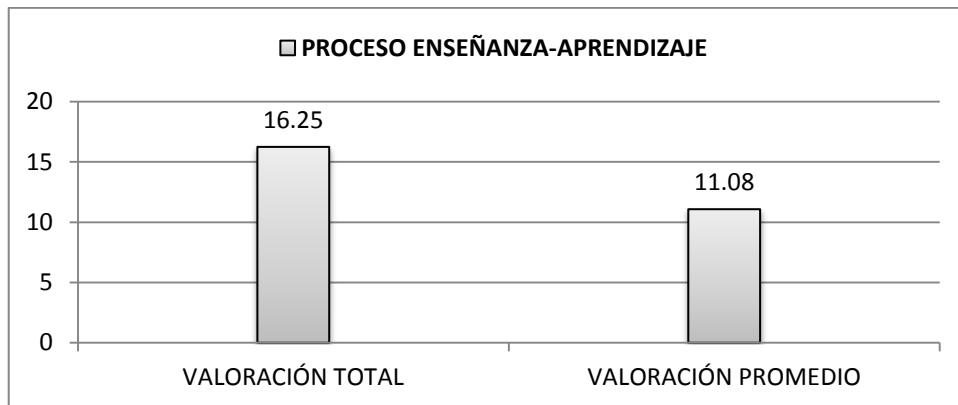 PROCESO ENSEÑANZA-APRENDIZAJE
20
16.25
15
11.08
10
5
0
VALORACIÓN TOTAL
VALORACIÓN PROMEDIO